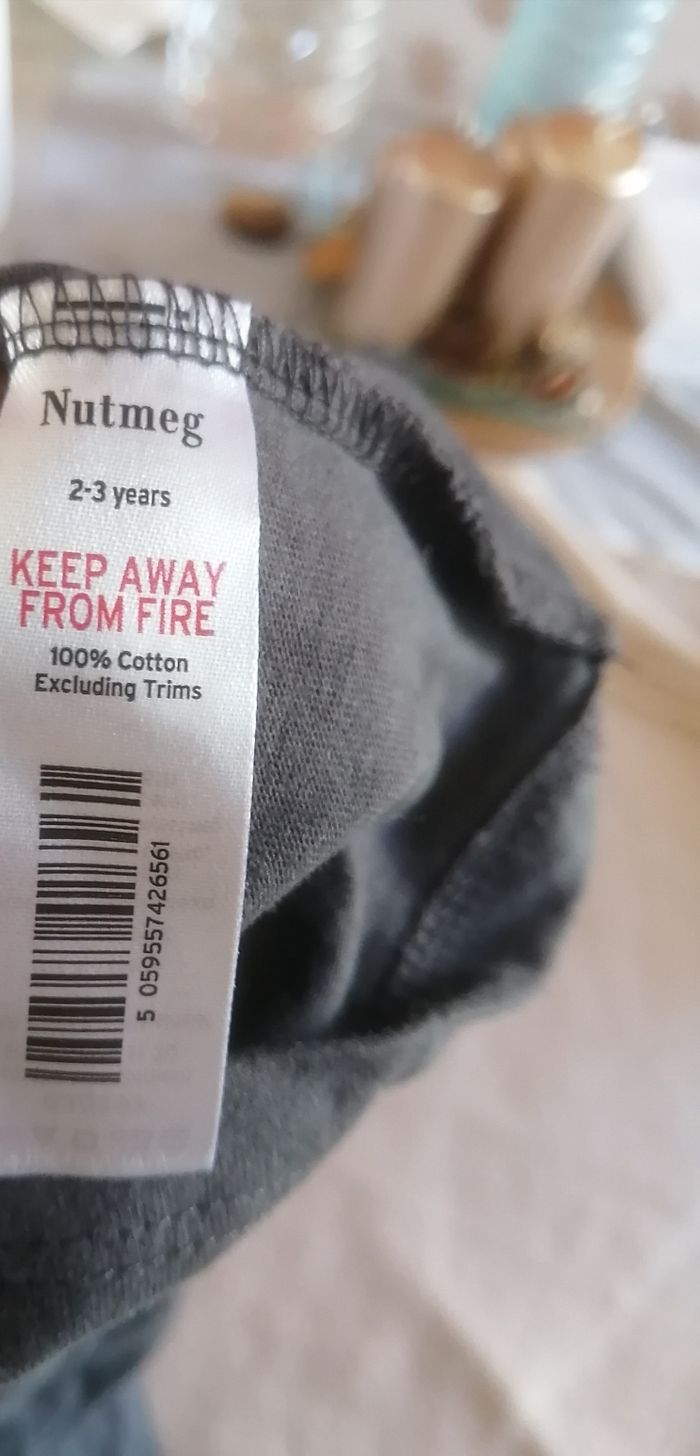 Nutmeg
2-3 years
KEEP AWAY
FROM FIRE
100% Cotton
Excluding Trims
5 059557426561